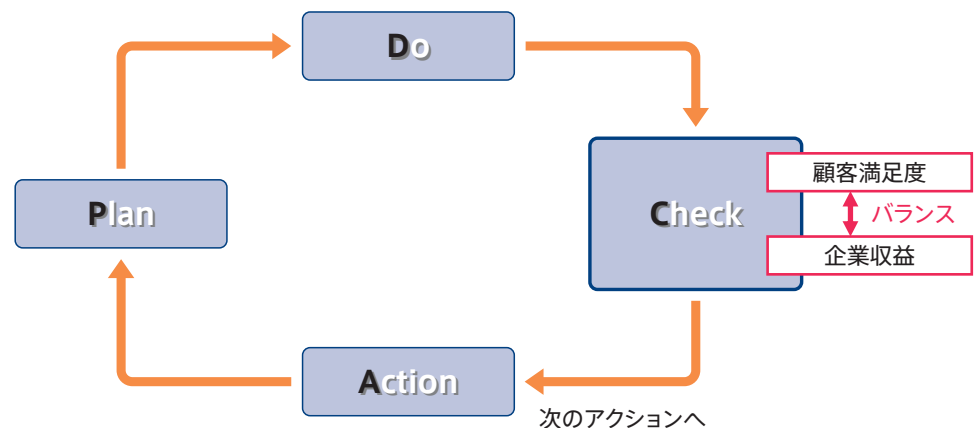 Do
Plan
Check
顧客満足度
バランス
企業収益
Action
次のアクションへ